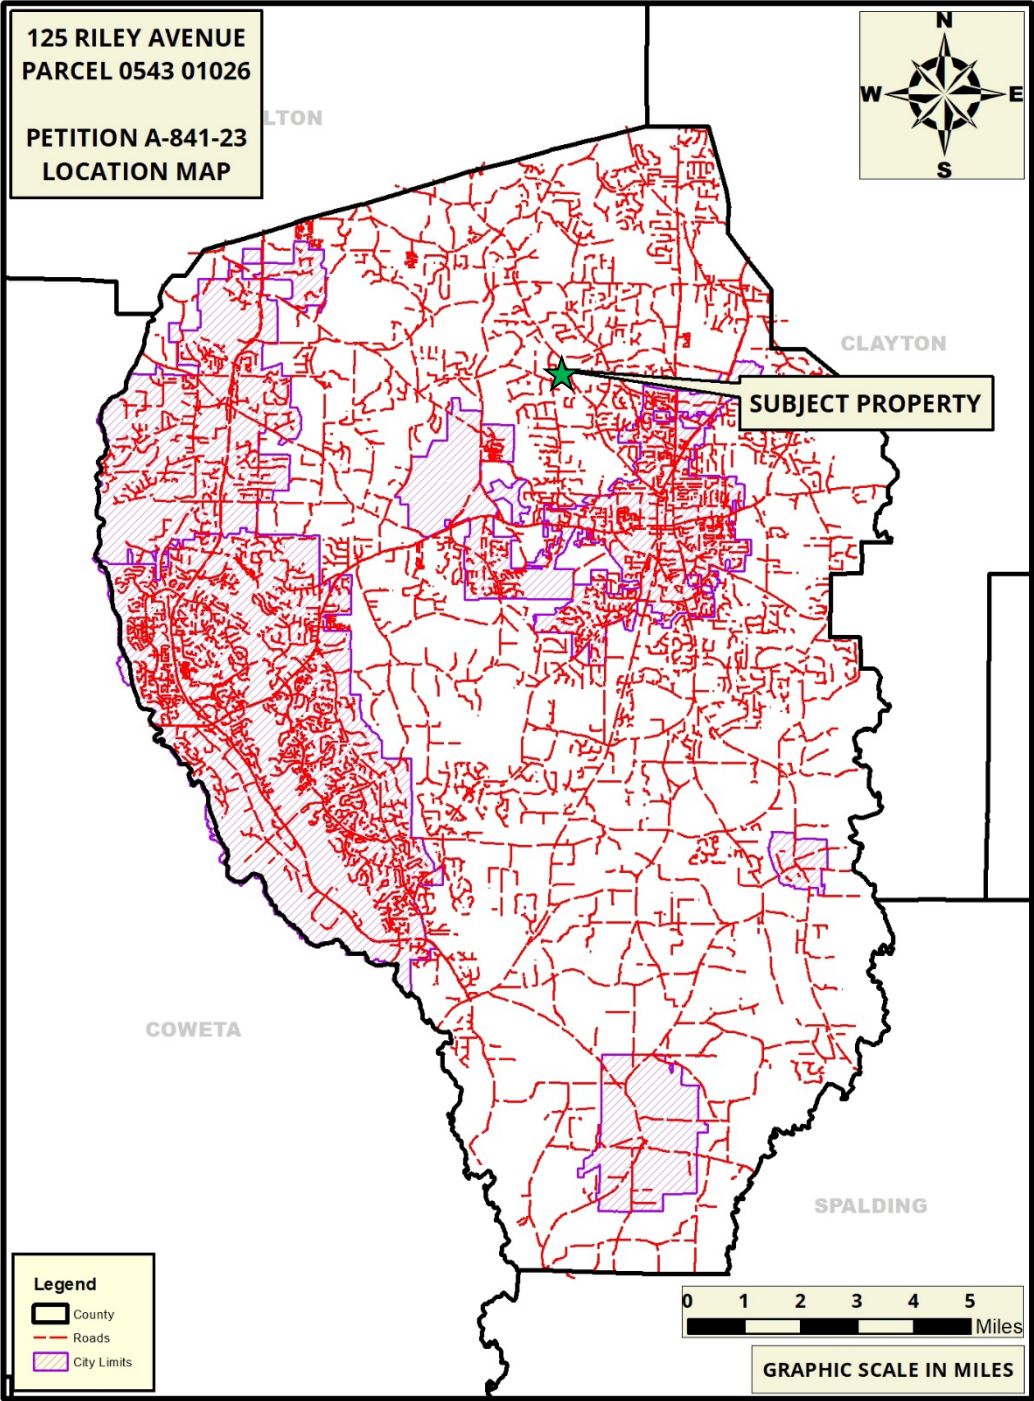 125 RILEY AVENUE
PARCEL 0543 01026
PETITION A-841-23
LOCATION MAP
LTON
N
W
E
S
CLAYTON
SUBJECT PROPERTY
COWETA
SPALDING
Legend
County
Roads
City Limits
0 1 2 3 4 5
Miles
GRAPHIC SCALE IN MILES